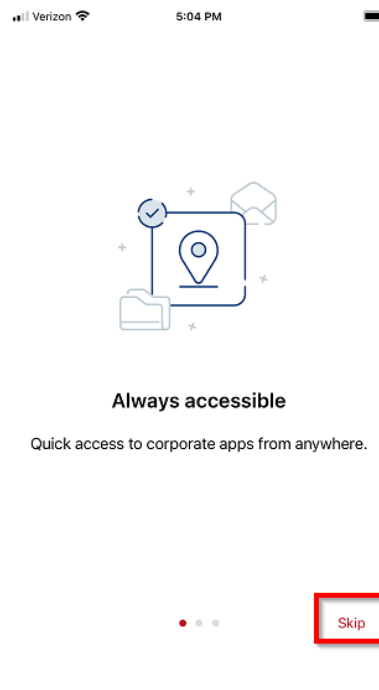 Verizon 5:04 PM
Always accessible
Quick access to corporate apps from anywhere.
Skip